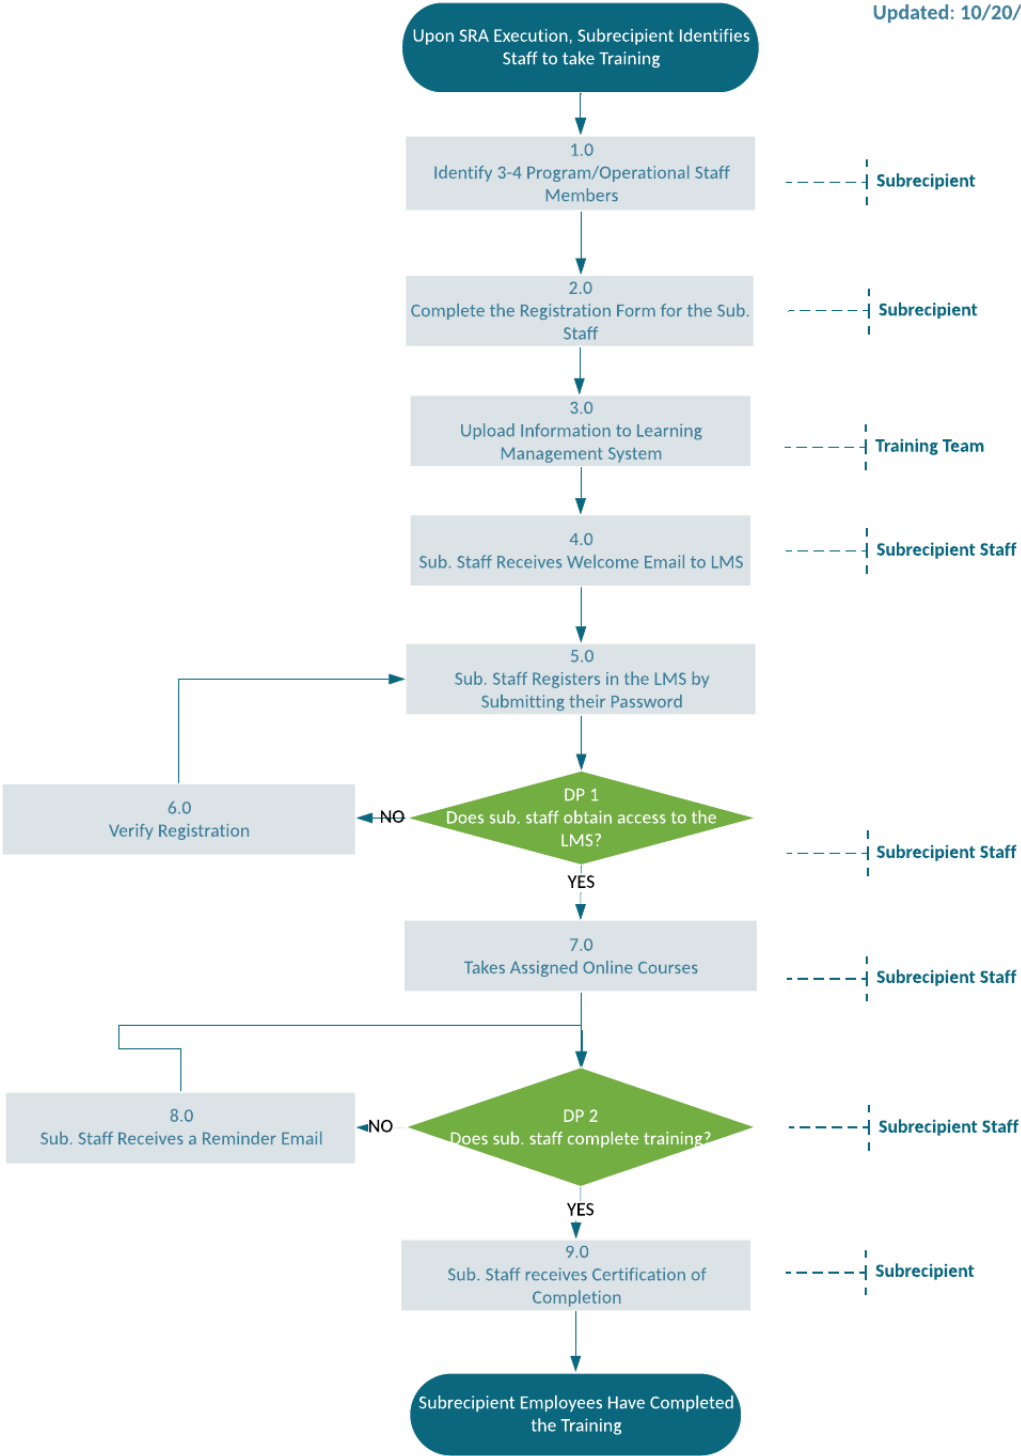 Updated: 10/20/
Upon SRA Execution, Subrecipient Identifies
Staff to take Training
1.0
Identify 3-4 Program/Operational Staff
Members
Subrecipient
2.0
Complete the Registration Form for the Sub.
Staff
Subrecipient
3.0
Upload Information to Learning
Management System
Training Team
4.0
Sub. Staff Receives Welcome Email to LMS
Subrecipient Staff
5.0
Sub. Staff Registers in the LMS by
Submitting their Password
6.0
Verify Registration
NO
DP 1
Does sub. staff obtain access to the
LMS?
Subrecipient Staff
YES
7.0
Takes Assigned Online Courses
Subrecipient Staff
8.0
Sub. Staff Receives a Reminder Email
NO
DP 2
Does sub. staff complete training?
Subrecipient Staff
YES
9.0
Sub. Staff receives Certification of
Completion
Subrecipient
Subrecipient Employees Have Completed
the Training